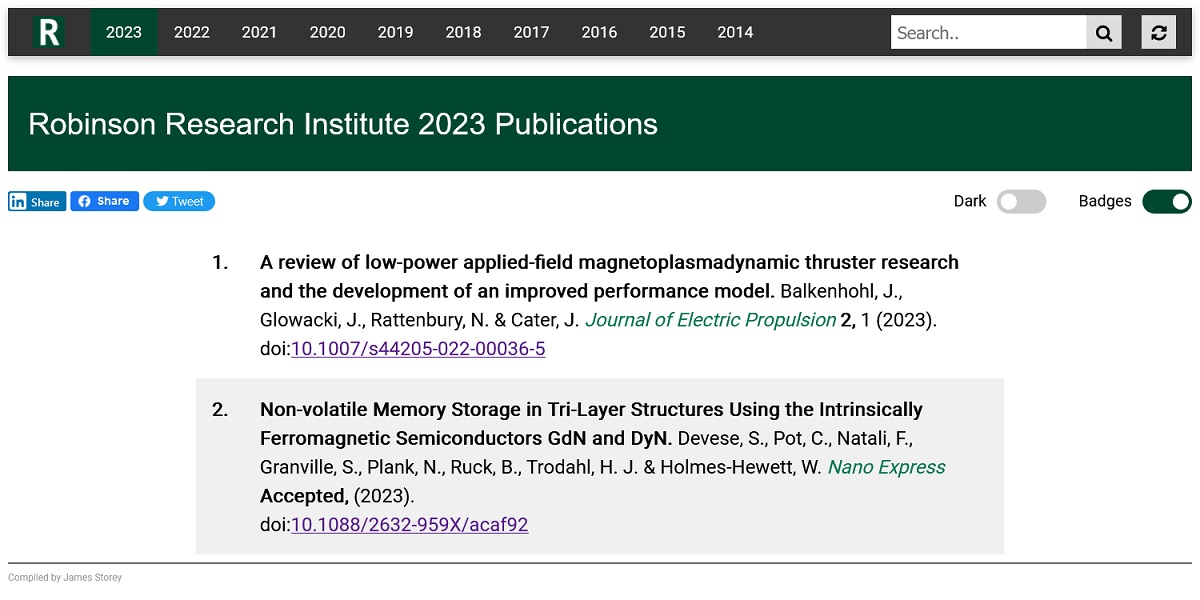 R 2023 2022 2021 2020 2019 2018 2017 2016 2015 2014 Search..
Robinson Research Institute 2023 Publications
in Share Share Tweet Dark Badges
1. A review of low-power applied-field magnetoplasmadynamic thruster research
and the development of an improved performance model. Balkenhohl, J.,
Glowacki, J., Rattenbury, N. & Cater, J. Journal of Electric Propulsion 2, 1 (2023).
doi:10.1007/s44205-022-00036-5
2. Non-volatile Memory Storage in Tri-Layer Structures Using the Intrinsically
Ferromagnetic Semiconductors GdN and DyN. Devese, S., Pot, C., Natali, F.,
Granville, S., Plank, N., Ruck, B., Trodahl, H. J. & Holmes-Hewett, W. Nano Express
Accepted, (2023).
doi:10.1088/2632-959X/acaf92
Compiled by James Storey